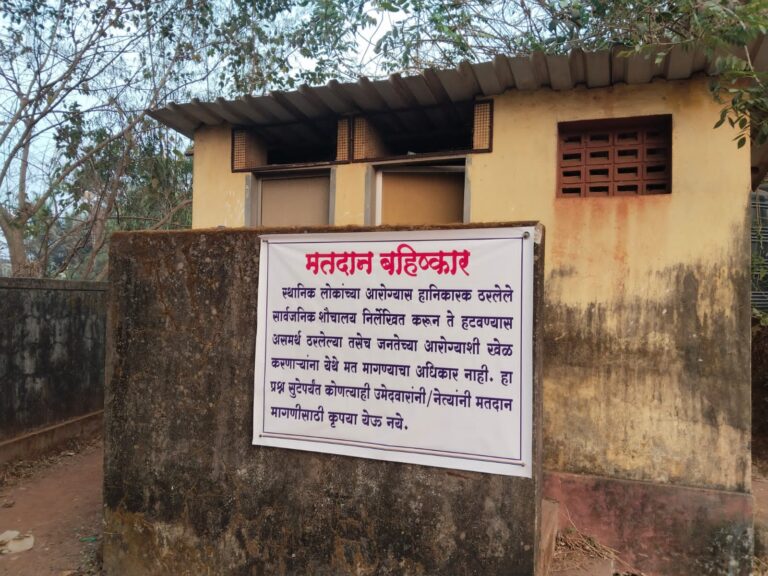 मतदान बहिष्कार
स्थानिक लोकांच्या आरोग्यास हानिकारक ठरलेले
सार्वजनिक शौचालय निर्लेखित करून ते हटवण्यास
असमर्थ ठरलेल्या तसेच जनतेच्या आरोग्याशी खेळ
करणाऱ्यांना येथे मत मागण्याचा अधिकार नाही. हा
प्रश्न सुटेपर्यंत कोणत्याही उमेदवारांनी/नेत्यांनी मतदान
मागणीसाठी कृपया येऊ नये.